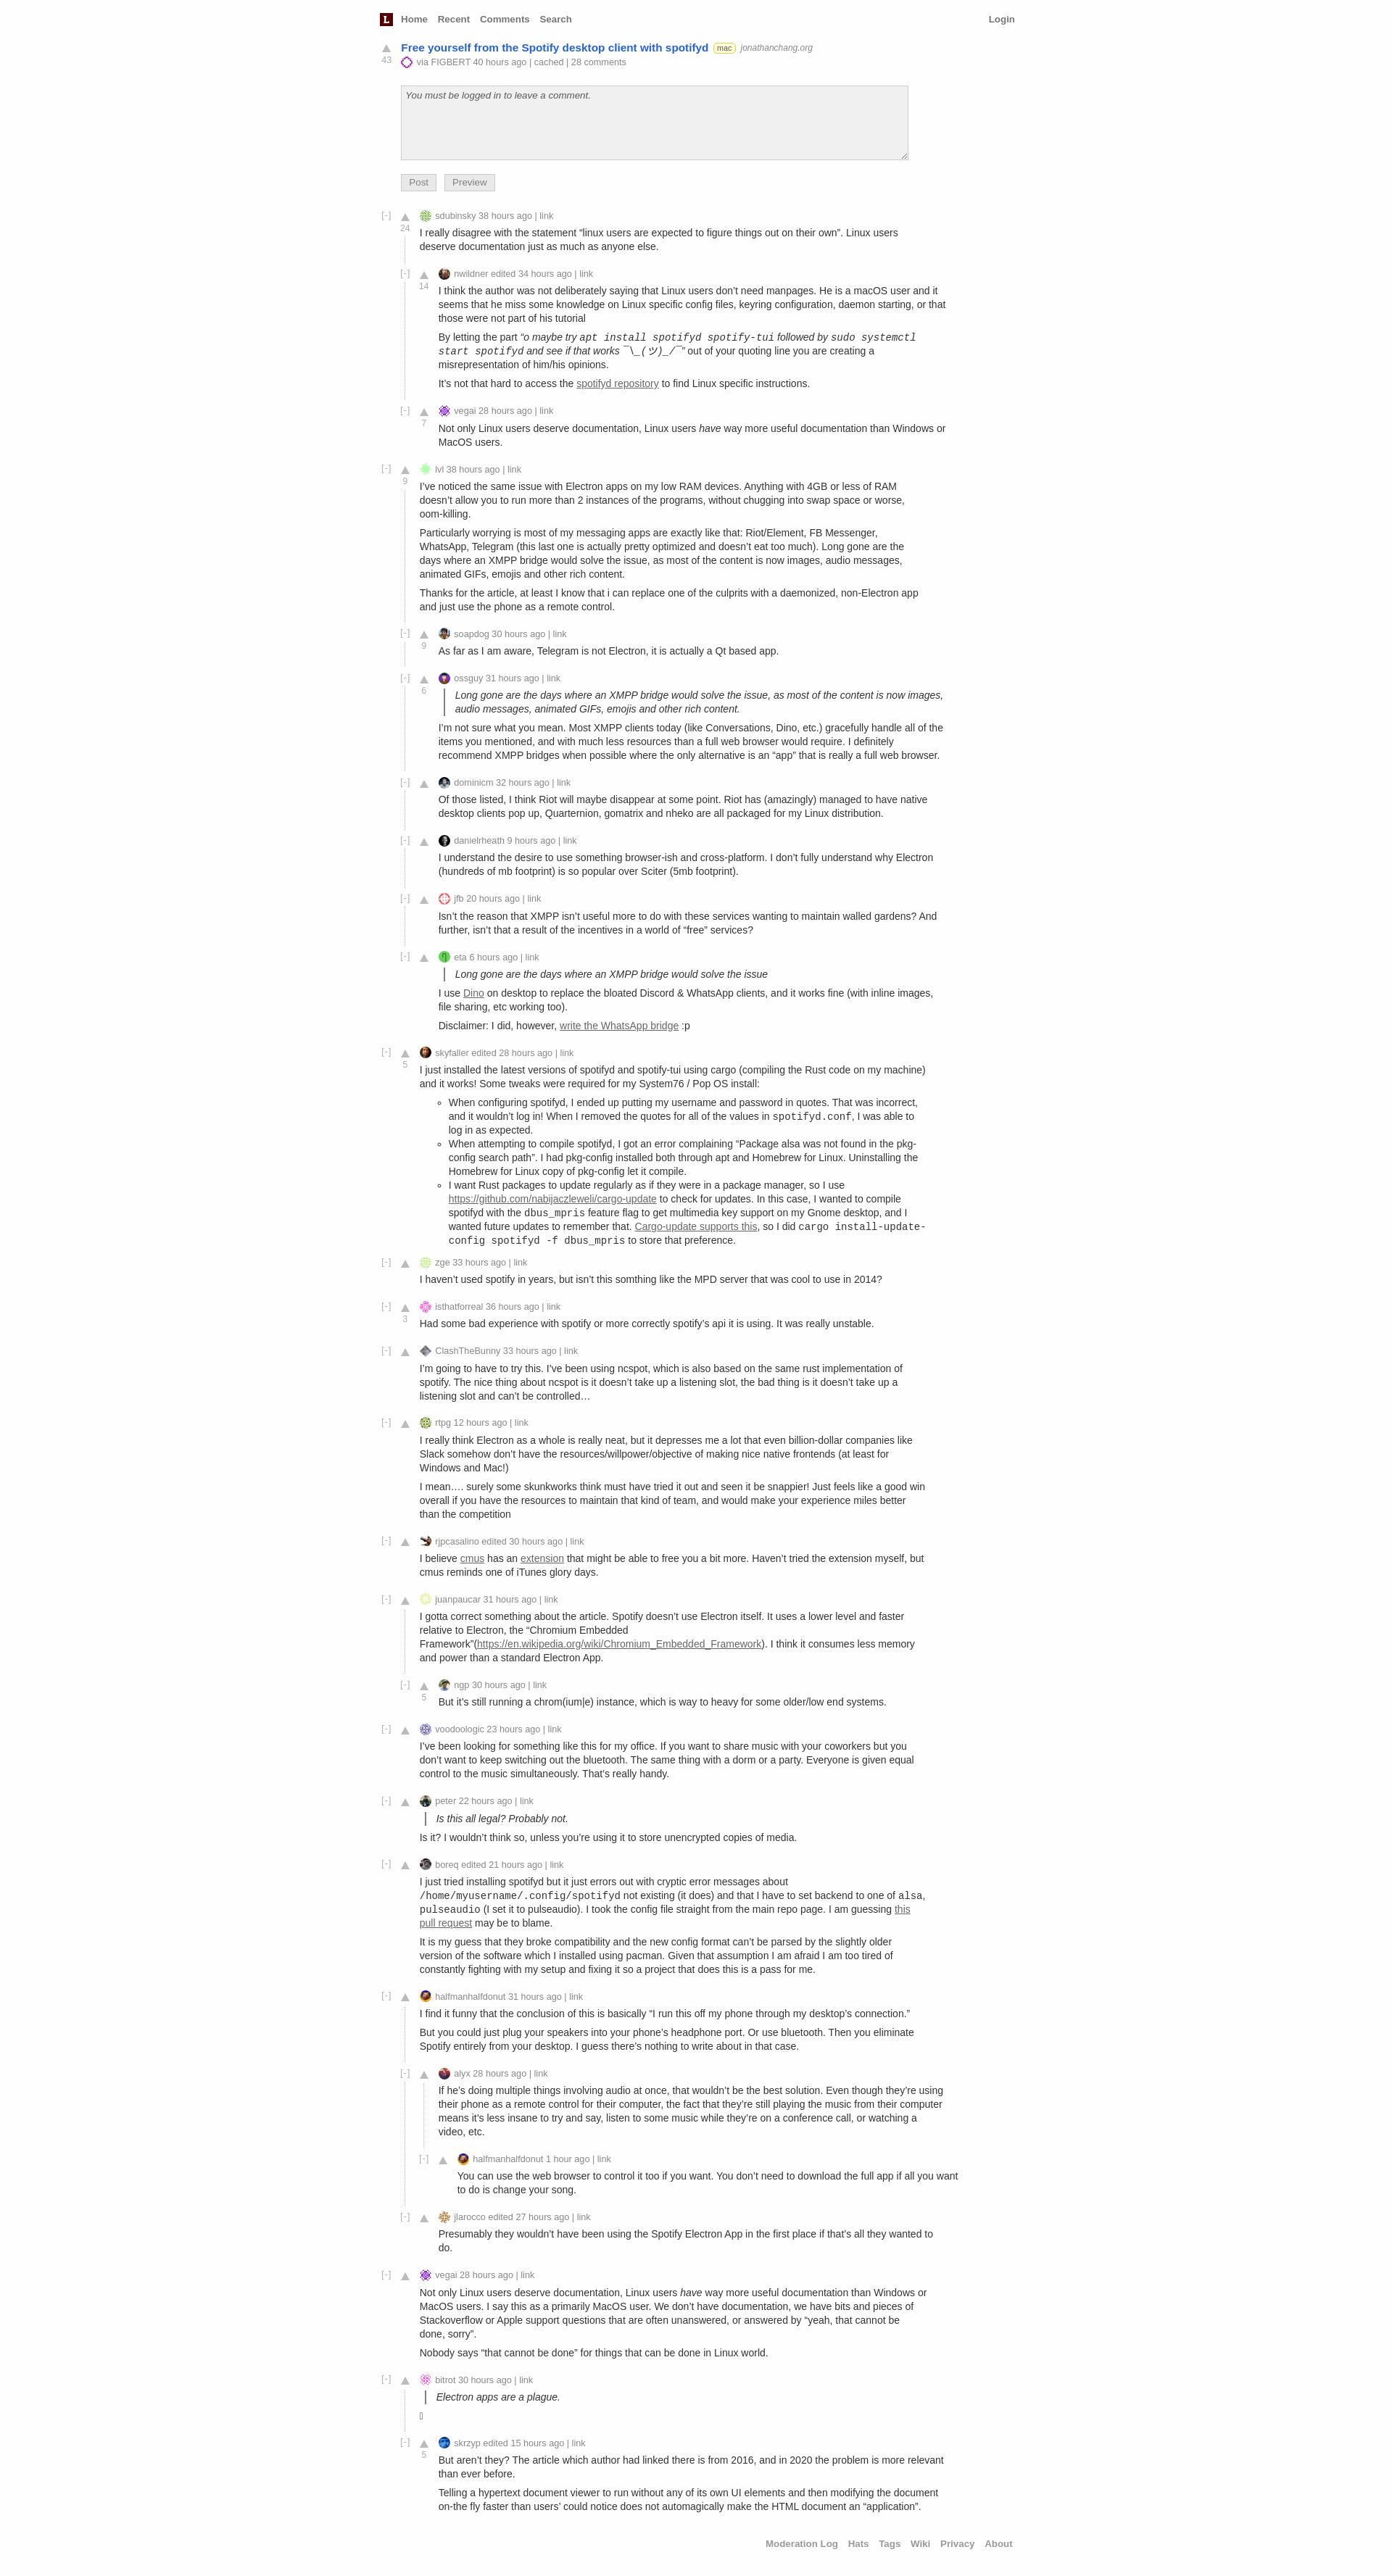 L Home Recent Comments Search Login
Free yourself from the Spotify desktop client with spotifyd mac jonathanchang.org
43 via FIGBERT 40 hours ago | cached | 28 comments
You must be logged in to leave a comment.
Post Preview
[-] sdubinsky 38 hours ago | link
24
I really disagree with the statement “linux users are expected to figure things out on their own”. Linux users
deserve documentation just as much as anyone else.
[-] nwildner edited 34 hours ago | link
14
I think the author was not deliberately saying that Linux users don’t need manpages. He is a macOS user and it
seems that he miss some knowledge on Linux specific config files, keyring configuration, daemon starting, or that
those were not part of his tutorial
By letting the part “o maybe try apt install spotifyd spotify-tui followed by sudo systemctl
start spotifyd and see if that works ¯\_(ツ)_/¯” out of your quoting line you are creating a
misrepresentation of him/his opinions.
It’s not that hard to access the spotifyd repository to find Linux specific instructions.
[-] vegai 28 hours ago | link
7
Not only Linux users deserve documentation, Linux users have way more useful documentation than Windows or
MacOS users.
[-] lvl 38 hours ago | link
9
I’ve noticed the same issue with Electron apps on my low RAM devices. Anything with 4GB or less of RAM
doesn’t allow you to run more than 2 instances of the programs, without chugging into swap space or worse,
oom-killing.
Particularly worrying is most of my messaging apps are exactly like that: Riot/Element, FB Messenger,
WhatsApp, Telegram (this last one is actually pretty optimized and doesn’t eat too much). Long gone are the
days where an XMPP bridge would solve the issue, as most of the content is now images, audio messages,
animated GIFs, emojis and other rich content.
Thanks for the article, at least I know that i can replace one of the culprits with a daemonized, non-Electron app
and just use the phone as a remote control.
[-] soapdog 30 hours ago | link
9
As far as I am aware, Telegram is not Electron, it is actually a Qt based app.
[-] ossguy 31 hours ago | link
6
Long gone are the days where an XMPP bridge would solve the issue, as most of the content is now images,
audio messages, animated GIFs, emojis and other rich content.
I’m not sure what you mean. Most XMPP clients today (like Conversations, Dino, etc.) gracefully handle all of the
items you mentioned, and with much less resources than a full web browser would require. I definitely
recommend XMPP bridges when possible where the only alternative is an “app” that is really a full web browser.
[-] dominicm 32 hours ago | link
Of those listed, I think Riot will maybe disappear at some point. Riot has (amazingly) managed to have native
desktop clients pop up, Quarternion, gomatrix and nheko are all packaged for my Linux distribution.
[-] danielrheath 9 hours ago | link
I understand the desire to use something browser-ish and cross-platform. I don’t fully understand why Electron
(hundreds of mb footprint) is so popular over Sciter (5mb footprint).
[-] jfb 20 hours ago | link
Isn’t the reason that XMPP isn’t useful more to do with these services wanting to maintain walled gardens? And
further, isn’t that a result of the incentives in a world of “free” services?
[-] eta 6 hours ago | link
Long gone are the days where an XMPP bridge would solve the issue
I use Dino on desktop to replace the bloated Discord & WhatsApp clients, and it works fine (with inline images,
file sharing, etc working too).
Disclaimer: I did, however, write the WhatsApp bridge :p
[-] skyfaller edited 28 hours ago | link
5
I just installed the latest versions of spotifyd and spotify-tui using cargo (compiling the Rust code on my machine)
and it works! Some tweaks were required for my System76 / Pop OS install:
◦ When configuring spotifyd, I ended up putting my username and password in quotes. That was incorrect,
and it wouldn’t log in! When I removed the quotes for all of the values in spotifyd.conf, I was able to
log in as expected.
◦ When attempting to compile spotifyd, I got an error complaining “Package alsa was not found in the pkg-
config search path”. I had pkg-config installed both through apt and Homebrew for Linux. Uninstalling the
Homebrew for Linux copy of pkg-config let it compile.
◦ I want Rust packages to update regularly as if they were in a package manager, so I use
https://github.com/nabijaczleweli/cargo-update to check for updates. In this case, I wanted to compile
spotifyd with the dbus_mpris feature flag to get multimedia key support on my Gnome desktop, and I
wanted future updates to remember that. Cargo-update supports this, so I did cargo install-update-
config spotifyd -f dbus_mpris to store that preference.
[-] zge 33 hours ago | link
I haven’t used spotify in years, but isn’t this somthing like the MPD server that was cool to use in 2014?
[-] isthatforreal 36 hours ago | link
3
Had some bad experience with spotify or more correctly spotify’s api it is using. It was really unstable.
[-] ClashTheBunny 33 hours ago | link
I’m going to have to try this. I’ve been using ncspot, which is also based on the same rust implementation of
spotify. The nice thing about ncspot is it doesn’t take up a listening slot, the bad thing is it doesn’t take up a
listening slot and can’t be controlled…
[-] rtpg 12 hours ago | link
I really think Electron as a whole is really neat, but it depresses me a lot that even billion-dollar companies like
Slack somehow don’t have the resources/willpower/objective of making nice native frontends (at least for
Windows and Mac!)
I mean…. surely some skunkworks think must have tried it out and seen it be snappier! Just feels like a good win
overall if you have the resources to maintain that kind of team, and would make your experience miles better
than the competition
[-] rjpcasalino edited 30 hours ago | link
I believe cmus has an extension that might be able to free you a bit more. Haven’t tried the extension myself, but
cmus reminds one of iTunes glory days.
[-] juanpaucar 31 hours ago | link
I gotta correct something about the article. Spotify doesn’t use Electron itself. It uses a lower level and faster
relative to Electron, the “Chromium Embedded
Framework”(https://en.wikipedia.org/wiki/Chromium_Embedded_Framework). I think it consumes less memory
and power than a standard Electron App.
[-] ngp 30 hours ago | link
5
But it’s still running a chrom(ium|e) instance, which is way to heavy for some older/low end systems.
[-] voodoologic 23 hours ago | link
I’ve been looking for something like this for my office. If you want to share music with your coworkers but you
don’t want to keep switching out the bluetooth. The same thing with a dorm or a party. Everyone is given equal
control to the music simultaneously. That’s really handy.
[-] peter 22 hours ago | link
Is this all legal? Probably not.
Is it? I wouldn’t think so, unless you’re using it to store unencrypted copies of media.
[-] boreq edited 21 hours ago | link
I just tried installing spotifyd but it just errors out with cryptic error messages about
/home/myusername/.config/spotifyd not existing (it does) and that I have to set backend to one of alsa,
pulseaudio (I set it to pulseaudio). I took the config file straight from the main repo page. I am guessing this
pull request may be to blame.
It is my guess that they broke compatibility and the new config format can’t be parsed by the slightly older
version of the software which I installed using pacman. Given that assumption I am afraid I am too tired of
constantly fighting with my setup and fixing it so a project that does this is a pass for me.
[-] halfmanhalfdonut 31 hours ago | link
I find it funny that the conclusion of this is basically “I run this off my phone through my desktop’s connection.”
But you could just plug your speakers into your phone’s headphone port. Or use bluetooth. Then you eliminate
Spotify entirely from your desktop. I guess there’s nothing to write about in that case.
[-] alyx 28 hours ago | link
If he’s doing multiple things involving audio at once, that wouldn’t be the best solution. Even though they’re using
their phone as a remote control for their computer, the fact that they’re still playing the music from their computer
means it’s less insane to try and say, listen to some music while they’re on a conference call, or watching a
video, etc.
[-] halfmanhalfdonut 1 hour ago | link
You can use the web browser to control it too if you want. You don’t need to download the full app if all you want
to do is change your song.
[-] jlarocco edited 27 hours ago | link
Presumably they wouldn’t have been using the Spotify Electron App in the first place if that’s all they wanted to
do.
[-] vegai 28 hours ago | link
Not only Linux users deserve documentation, Linux users have way more useful documentation than Windows or
MacOS users. I say this as a primarily MacOS user. We don’t have documentation, we have bits and pieces of
Stackoverflow or Apple support questions that are often unanswered, or answered by “yeah, that cannot be
done, sorry”.
Nobody says “that cannot be done” for things that can be done in Linux world.
[-] bitrot 30 hours ago | link
Electron apps are a plague.
[-] skrzyp edited 15 hours ago | link
5
But aren’t they? The article which author had linked there is from 2016, and in 2020 the problem is more relevant
than ever before.
Telling a hypertext document viewer to run without any of its own UI elements and then modifying the document
on-the fly faster than users’ could notice does not automagically make the HTML document an “application”.
Moderation Log Hats Tags Wiki Privacy About